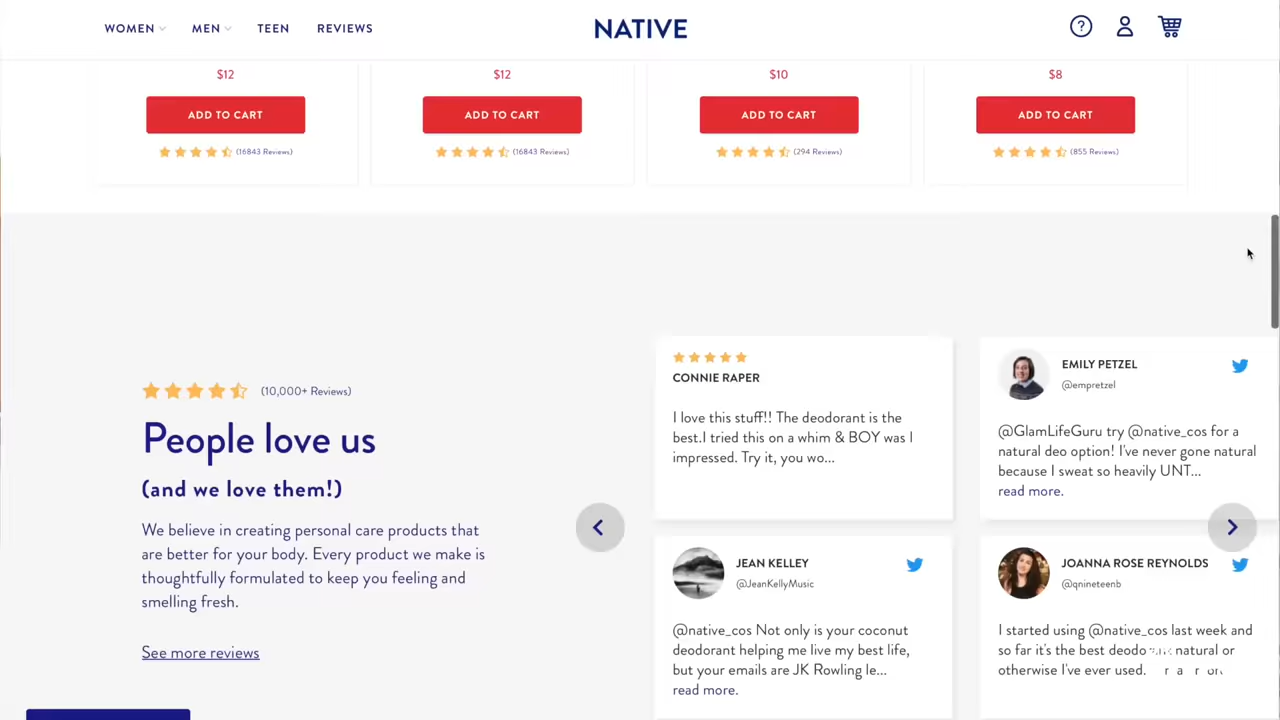 WOMEN MEN TEEN REVIEWS NATIVE
$12 $12 $10 $8
ADD TO CART ADD TO CART ADD TO CART ADD TO CART
(16843 Reviews) (16843 Reviews) (294 Reviews) (855 Reviews)
(10,000+ Reviews)
People love us
(and we love them!)
We believe in creating personal care products that
are better for your body. Every product we make is
thoughtfully formulated to keep you feeling and
smelling fresh.
See more reviews
CONNIE RAPER
I love this stuff!! The deodorant is the
best.I tried this on a whim & BOY was I
impressed. Try it, you wo...
EMILY PETZEL
@empretzel
@GlamLifeGuru try @native_cos for a
natural deo option! I've never gone natural
because I sweat so heavily UNT...
read more.
JEAN KELLEY
@JeanKellyMusic
@native_cos Not only is your coconut
deodorant helping me live my best life,
but your emails are JK Rowling le...
read more.
JOANNA ROSE REYNOLDS
@qnineteenb
I started using @native_cos last week and
so far it's the best deodo natural or
otherwise I've ever used.